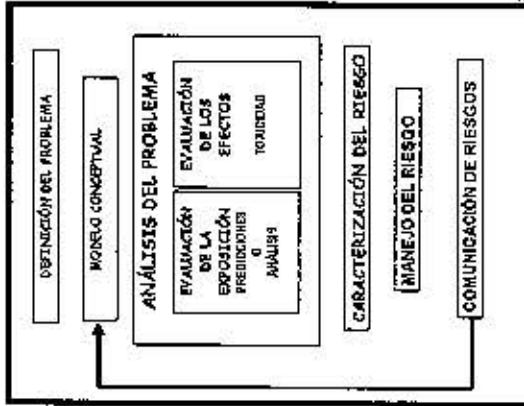 DEFINICIÓN DEL PROBLEMA
MODELO CONCEPTUAL
ANÁLISIS DEL PROBLEMA
EVALUACIÓN
DE LA
EXPOSICIÓN
PREDICCIONES
O
ANÁLISIS
EVALUACIÓN
DE LOS
EFECTOS
TOXICIDAD
CARACTERIZACIÓN DEL RIESGO
MANEJO DEL RIESGO
COMUNICACIÓN DE RIESGOS